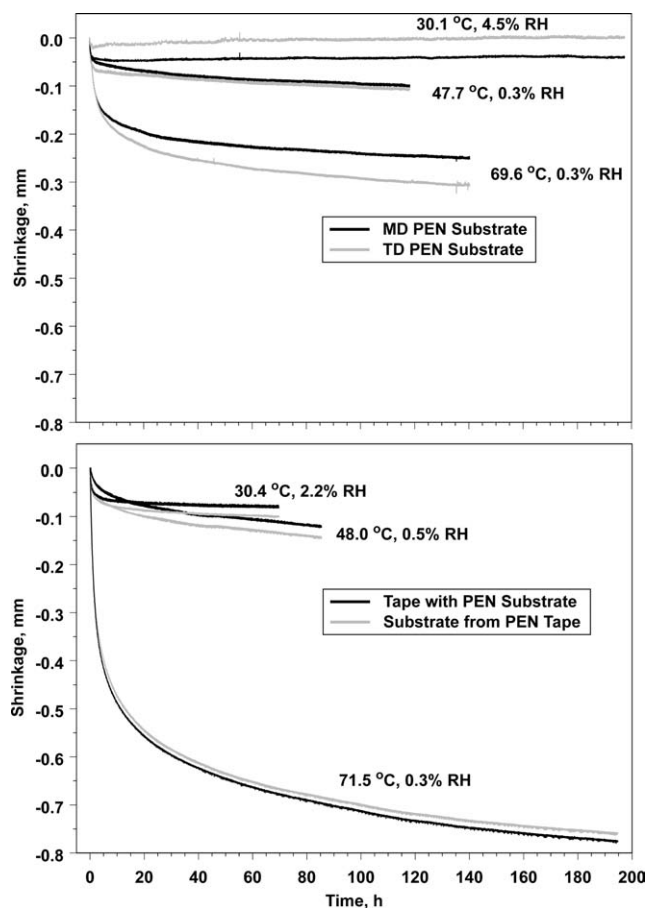 0.0
-0.1
-0.2
-0.3
-0.4
-0.5
-0.6
-0.7
-0.8
Shrinkage, mm
30.1 °C, 4.5% RH
47.7 °C, 0.3% RH
69.6 °C, 0.3% RH
MD PEN Substrate
TD PEN Substrate
0.0
-0.1
-0.2
-0.3
-0.4
-0.5
-0.6
-0.7
-0.8
Shrinkage, mm
30.4 °C, 2.2% RH
48.0 °C, 0.5% RH
Tape with PEN Substrate
Substrate from PEN Tape
71.5 °C, 0.3% RH
0 20 40 60 80 100 120 140 160 180 200
Time, h